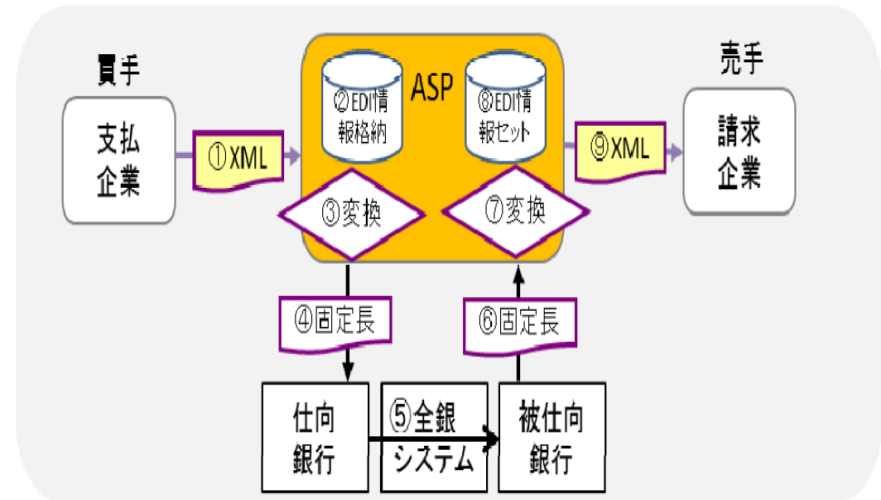 買手
支払
企業
①XML
②EDI情
報格納
ASP
⑧EDI情
報セット
③変換
⑦変換
⑨XML
売手
請求
企業
④固定長
⑥固定長
仕向
銀行
⑤全銀
システム
被仕向
銀行